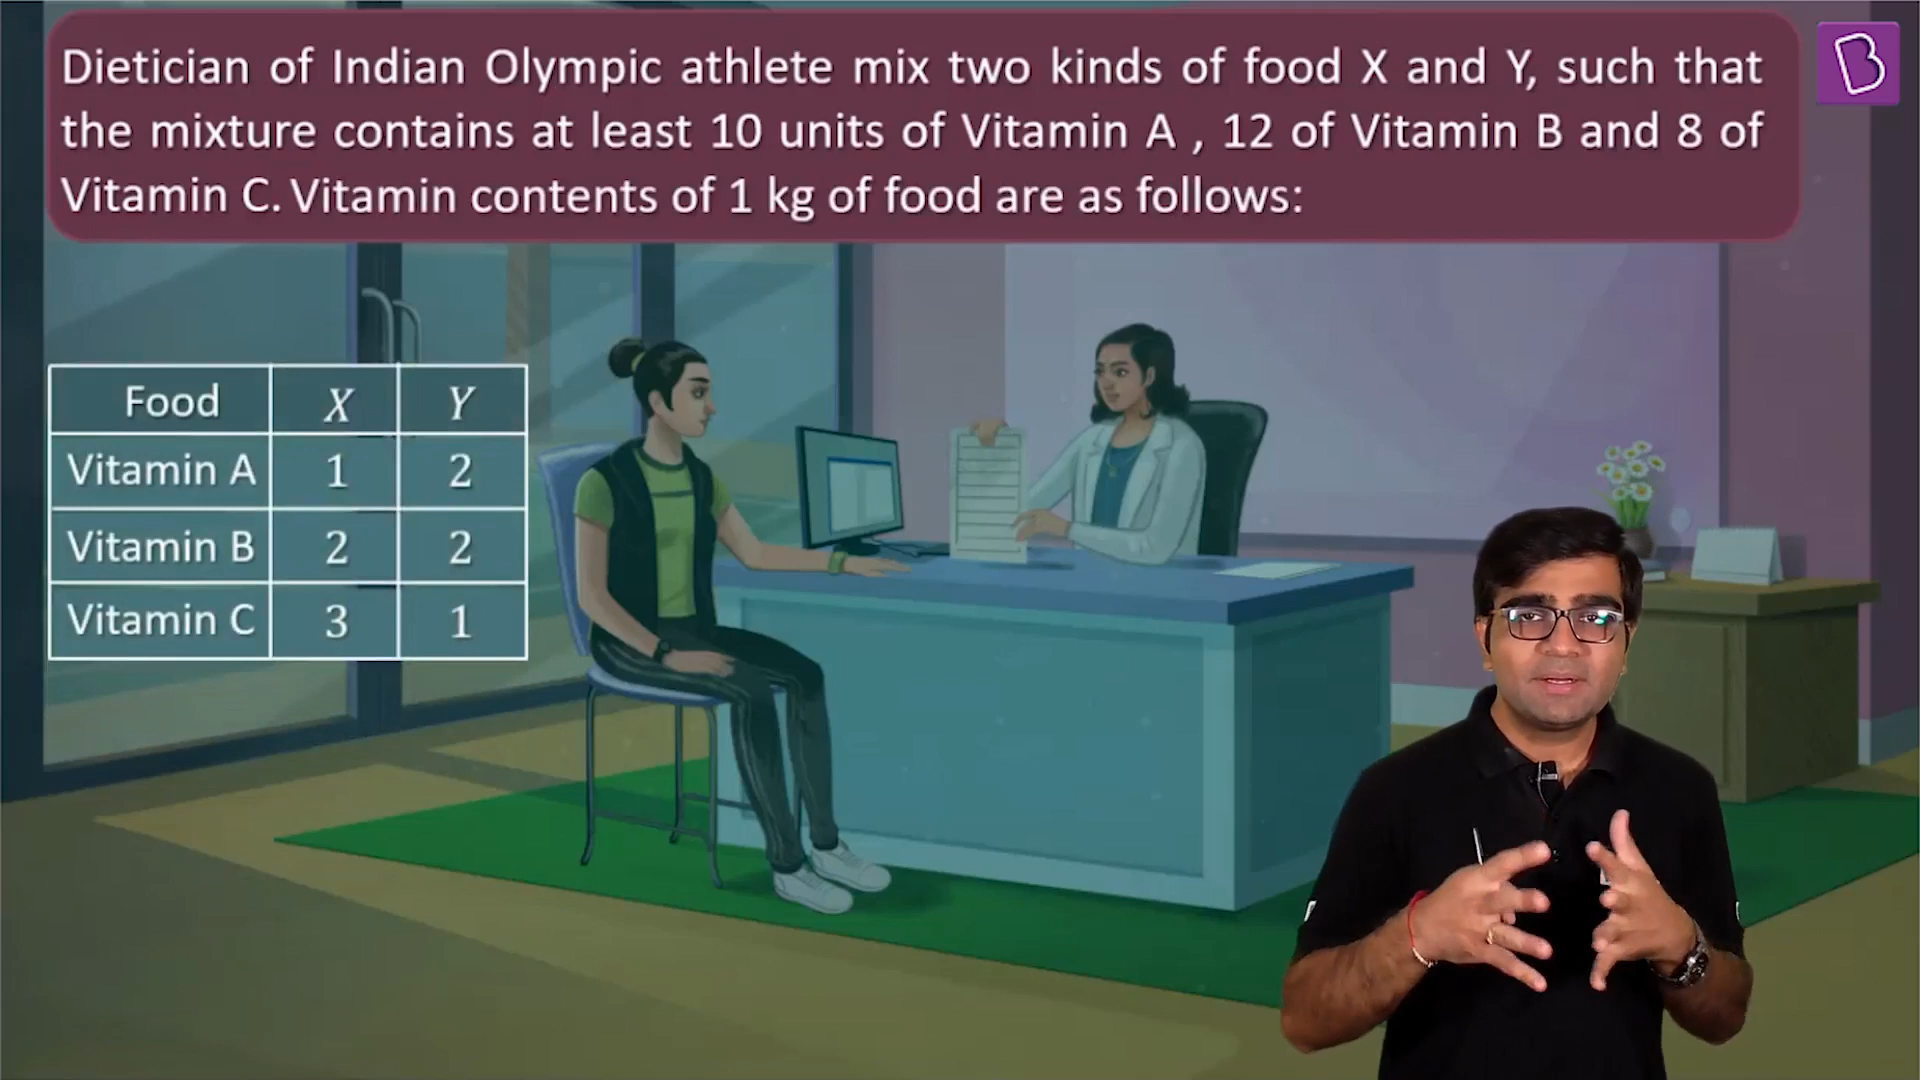 Dietician of Indian Olympic athlete mix two kinds of food X and Y, such that
the mixture contains at least 10 units of Vitamin A , 12 of Vitamin B and 8 of
Vitamin C. Vitamin contents of 1 kg of food are as follows:
Food X Y
Vitamin A 1 2
Vitamin B 2 2
Vitamin C 3 1